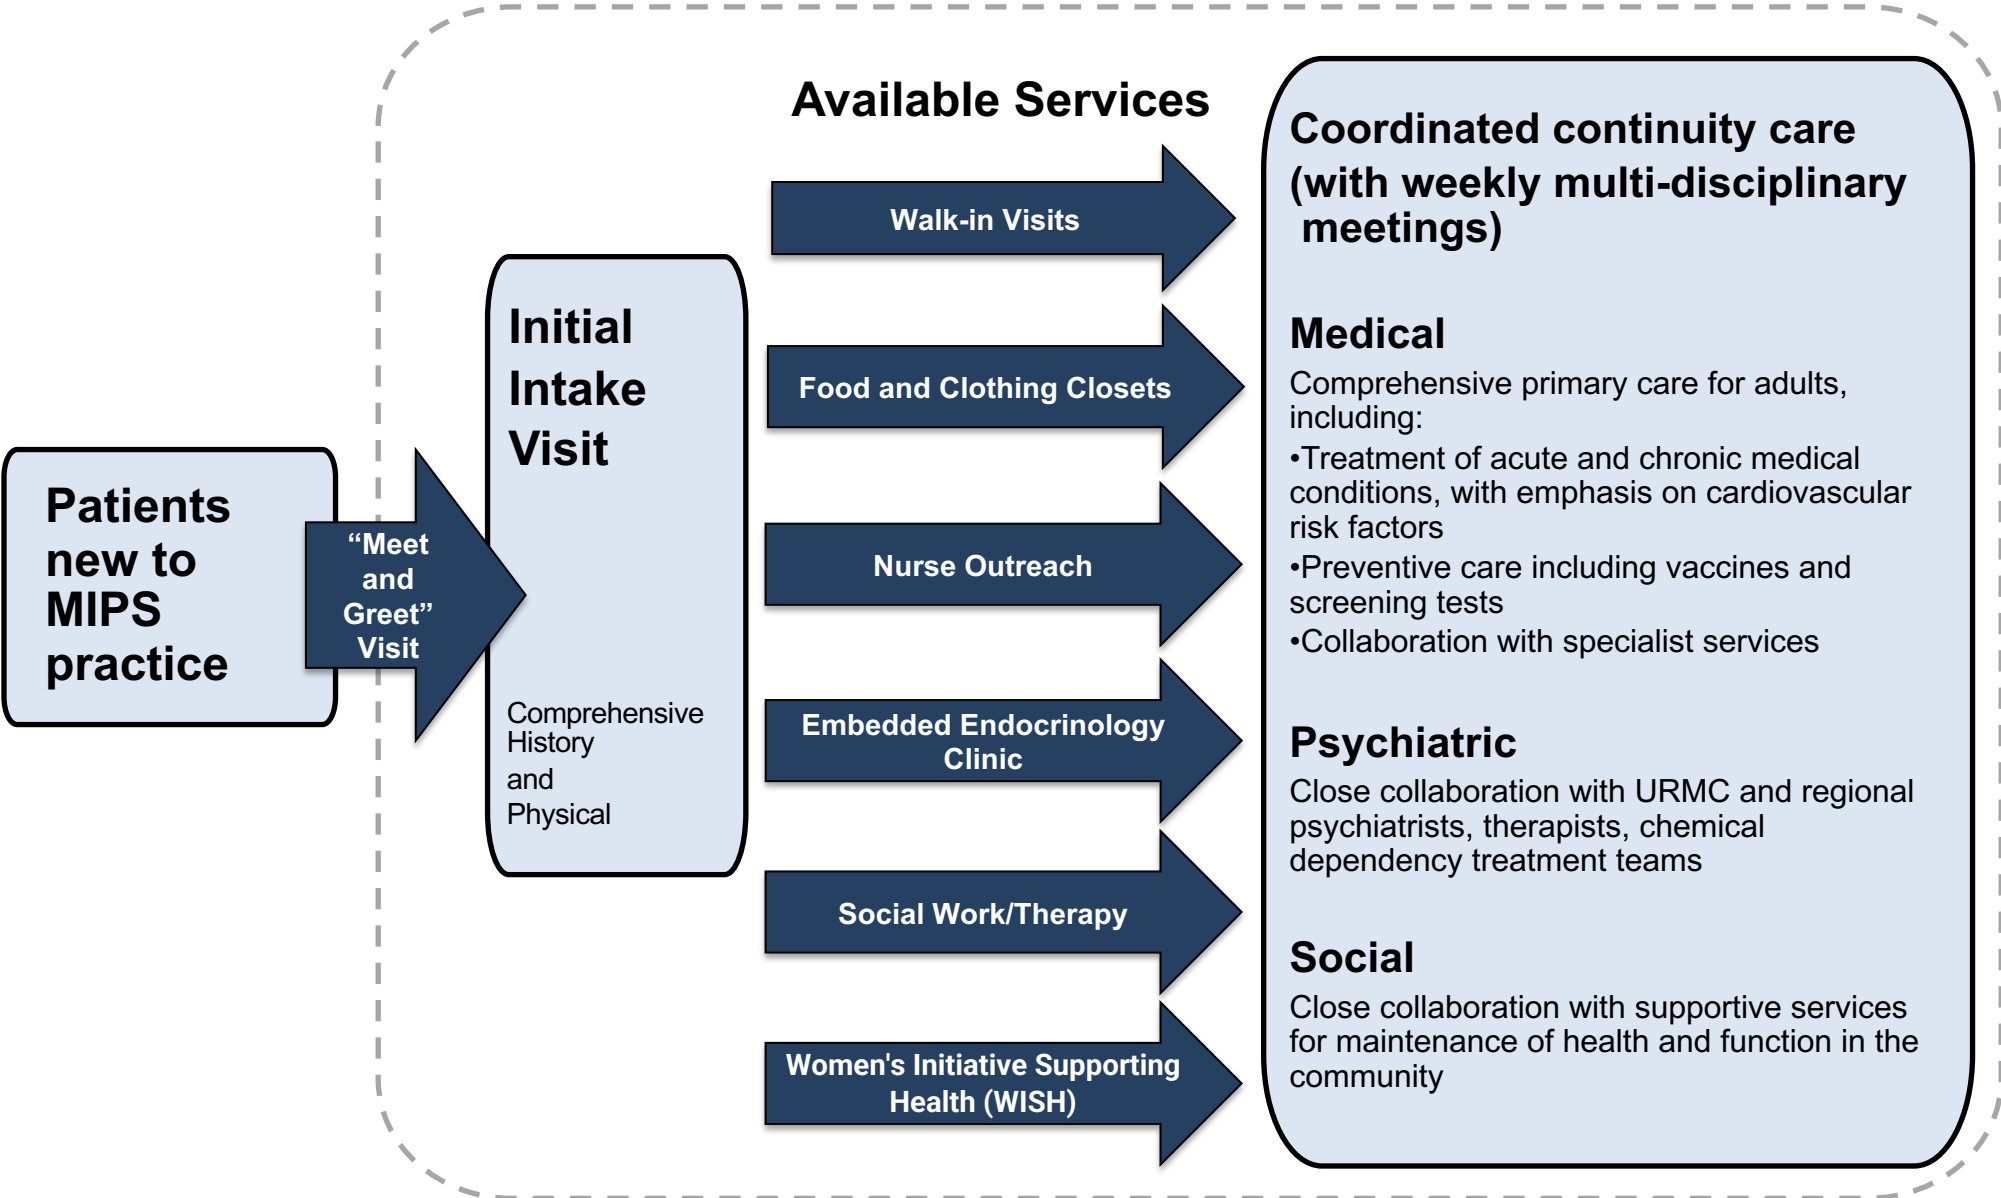 Patients
new to
MIPS
practice
“Meet
and
Greet”
Visit
Initial
Intake
Visit
Comprehensive
History
and
Physical
Available Services
Walk-in Visits
Food and Clothing Closets
Nurse Outreach
Embedded Endocrinology
Clinic
Social Work/Therapy
Women's Initiative Supporting
Health (WISH)
Coordinated continuity care
(with weekly multi-disciplinary
meetings)
Medical
Comprehensive primary care for adults,
including:
•Treatment of acute and chronic medical
conditions, with emphasis on cardiovascular
risk factors
•Preventive care including vaccines and
screening tests
•Collaboration with specialist services
Psychiatric
Close collaboration with URMC and regional
psychiatrists, therapists, chemical
dependency treatment teams
Social
Close collaboration with supportive services
for maintenance of health and function in the
community